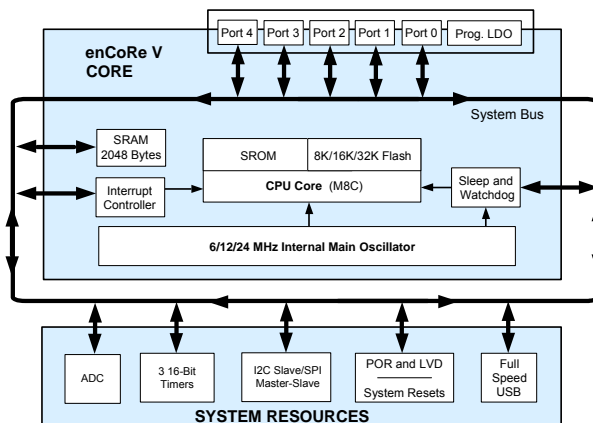 Port 4 Port 3 Port 2 Port 1 Port 0 Prog. LDO
enCoRe V
CORE
System Bus
SRAM
2048 Bytes
SROM 8K/16K/32K Flash
CPU Core (M8C)
Interrupt
Controller
Sleep and
Watchdog
6/12/24 MHz Internal Main Oscillator
ADC
3 16-Bit
Timers
I2C Slave/SPI
Master-Slave
POR and LVD
System Resets
Full
Speed
USB
SYSTEM RESOURCES